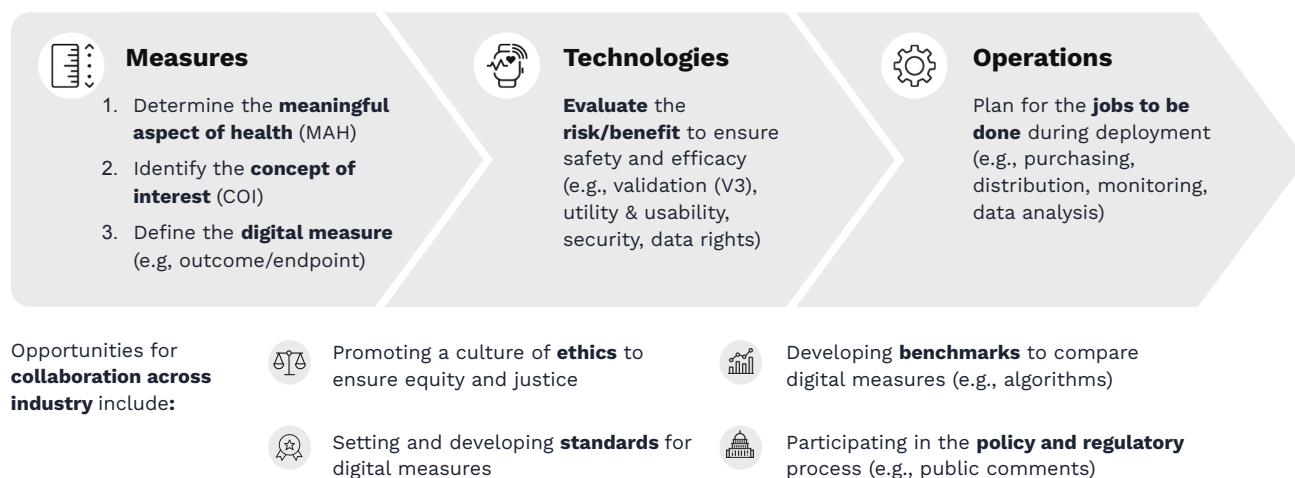 Measures
1. Determine the meaningful
aspect of health (MAH)
2. Identify the concept of
interest (COI)
3. Define the digital measure
(e.g, outcome/endpoint)
Technologies
Evaluate the
risk/benefit to ensure
safety and efficacy
(e.g., validation (V3),
utility & usability,
security, data rights)
Operations
Plan for the jobs to be
done during deployment
(e.g., purchasing,
distribution, monitoring,
data analysis)
Opportunities for
collaboration across
industry include:
Promoting a culture of ethics to
ensure equity and justice
Developing benchmarks to compare
digital measures (e.g., algorithms)
Setting and developing standards for
digital measures
Participating in the policy and regulatory
process (e.g., public comments)